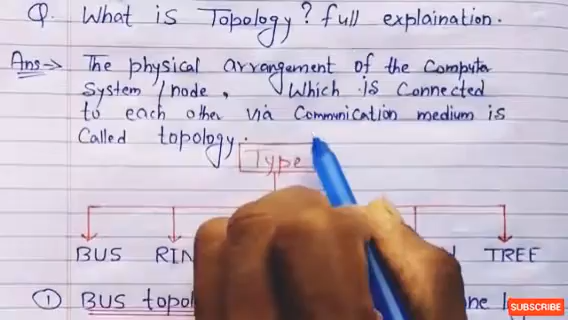 Q. What is Topology? full explaination.
Ans-> The physical arrangement of the Computer
System/node, Which is Connected
to each other via Communication medium is
Called topology.
Type
BUS TREE
① BUS
SUBSCRIBE